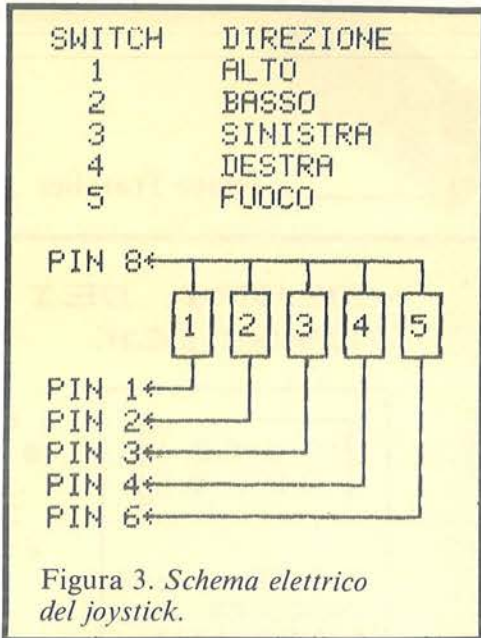 SWITCH DIREZIONE
1 ALTO
2 BASSO
3 SINISTRA
4 DESTRA
5 FUOCO
PIN 8
1 2 3 4 5
PIN 1
PIN 2
PIN 3
PIN 4
PIN 6
Figura 3. Schema elettrico
del joystick.